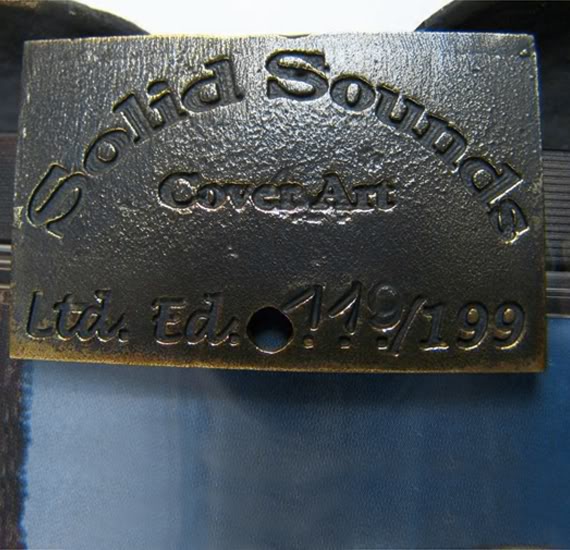 Solid Sounds
Cover Art
Ltd. Ed. 119/199